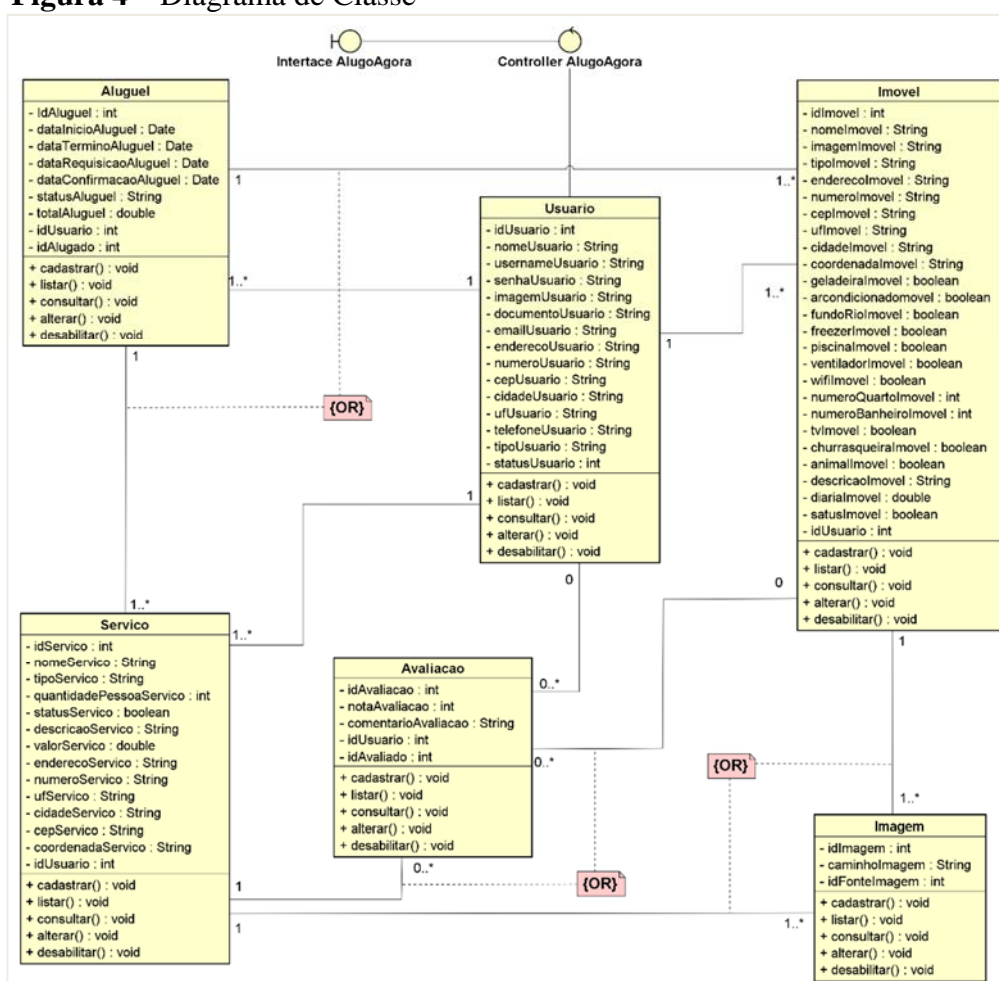 Figura 4 – Diagrama de Classe
Intertace AlugoAgora
Controller AlugoAgora
Aluguel
- IdAluguel : int
- dataInicioAluguel : Date
- dataTerminoAluguel : Date
- dataRequisicaoAluguel : Date
- dataConfirmacaoAluguel : Date
- statusAluguel : String
- totalAluguel : double
- idUsuario : int
- idAlugado : int
+ cadastrar() : void
+ listar() : void
+ consultar() : void
+ alterar() : void
+ desabilitar() : void
1
1..*
1..*
1
1
{OR}
Usuario
- idUsuario : int
- nomeUsuario : String
- usernameUsuario : String
- senhaUsuario : String
- imagemUsuario : String
- documentoUsuario : String
- emailUsuario : String
- enderecoUsuario : String
- numeroUsuario : String
- cepUsuario : String
- cidadeUsuario : String
- ufUsuario : String
- telefoneUsuario : String
- tipoUsuario : String
- statusUsuario : int
+ cadastrar() : void
+ listar() : void
+ consultar() : void
+ alterar() : void
+ desabilitar() : void
1
1..*
1
0
Imovel
- idImovel : int
- nomeImovel : String
- imagemImovel : String
- tipoImovel : String
- enderecoImovel : String
- numeroImovel : String
- cepImovel : String
- ufImovel : String
- cidadeImovel : String
- coordenadaImovel : String
- geladeiraImovel : boolean
- arcondicionadomovel : boolean
- fundoRioImovel : boolean
- freezerImovel : boolean
- piscinaImovel : boolean
- ventiladorImovel : boolean
- wifiImovel : boolean
- numeroQuartoImovel : int
- numeroBanheiroImovel : int
- tvImovel : boolean
- churrasqueiraImovel : boolean
- animalImovel : boolean
- descricaoImovel : String
- diariaImovel : double
- satusImovel : boolean
- idUsuario : int
+ cadastrar() : void
+ listar() : void
+ consultar() : void
+ alterar() : void
+ desabilitar() : void
0
1
1..*
1..*
Servico
- idServico : int
- nomeServico : String
- tipoServico : String
- quantidadePessoaServico : int
- statusServico : boolean
- descricaoServico : String
- valorServico : double
- enderecoServico : String
- numeroServico : String
- ufServico : String
- cidadeServico : String
- cepServico : String
- coordenadaServico : String
- idUsuario : int
+ cadastrar() : void
+ listar() : void
+ consultar() : void
+ alterar() : void
+ desabilitar() : void
1
1
Avaliacao
- idAvaliacao : int
- notaAvaliacao : int
- comentarioAvaliacao : String
- idUsuario : int
- idAvaliado : int
+ cadastrar() : void
+ listar() : void
+ consultar() : void
+ alterar() : void
+ desabilitar() : void
0..*
0..*
0..*
{OR}
{OR}
1..*
1..*
Imagem
- idImagem : int
- caminhoImagem : String
- idFonteImagem : int
+ cadastrar() : void
+ listar() : void
+ consultar() : void
+ alterar() : void
+ desabilitar() : void